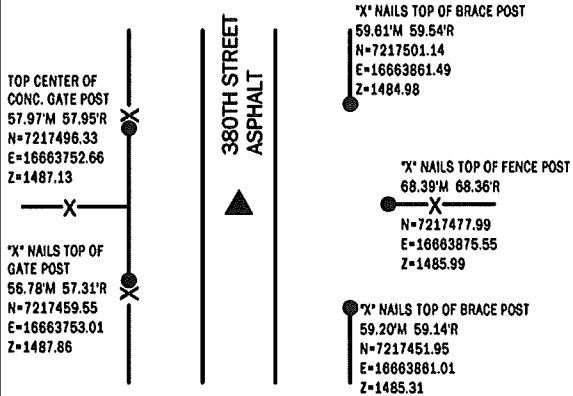 "X" NAILS TOP OF BRACE POST
59.61'M 59.54'R
N=7217501.14
E=16663861.49
Z=1484.98
TOP CENTER OF
CONC. GATE POST
57.97'M 57.95'R
N=7217496.33
E=16663752.66
Z=1487.13
380TH STREET
ASPHALT
"X" NAILS TOP OF FENCE POST
68.39'M 68.36'R
N=7217477.99
E=16663875.55
Z=1485.99
"X" NAILS TOP OF
GATE POST
56.78'M 57.31'R
N=7217459.55
E=16663753.01
Z=1487.86
"X" NAILS TOP OF BRACE POST
59.20'M 59.14'R
N=7217451.95
E=16663861.01
Z=1485.31